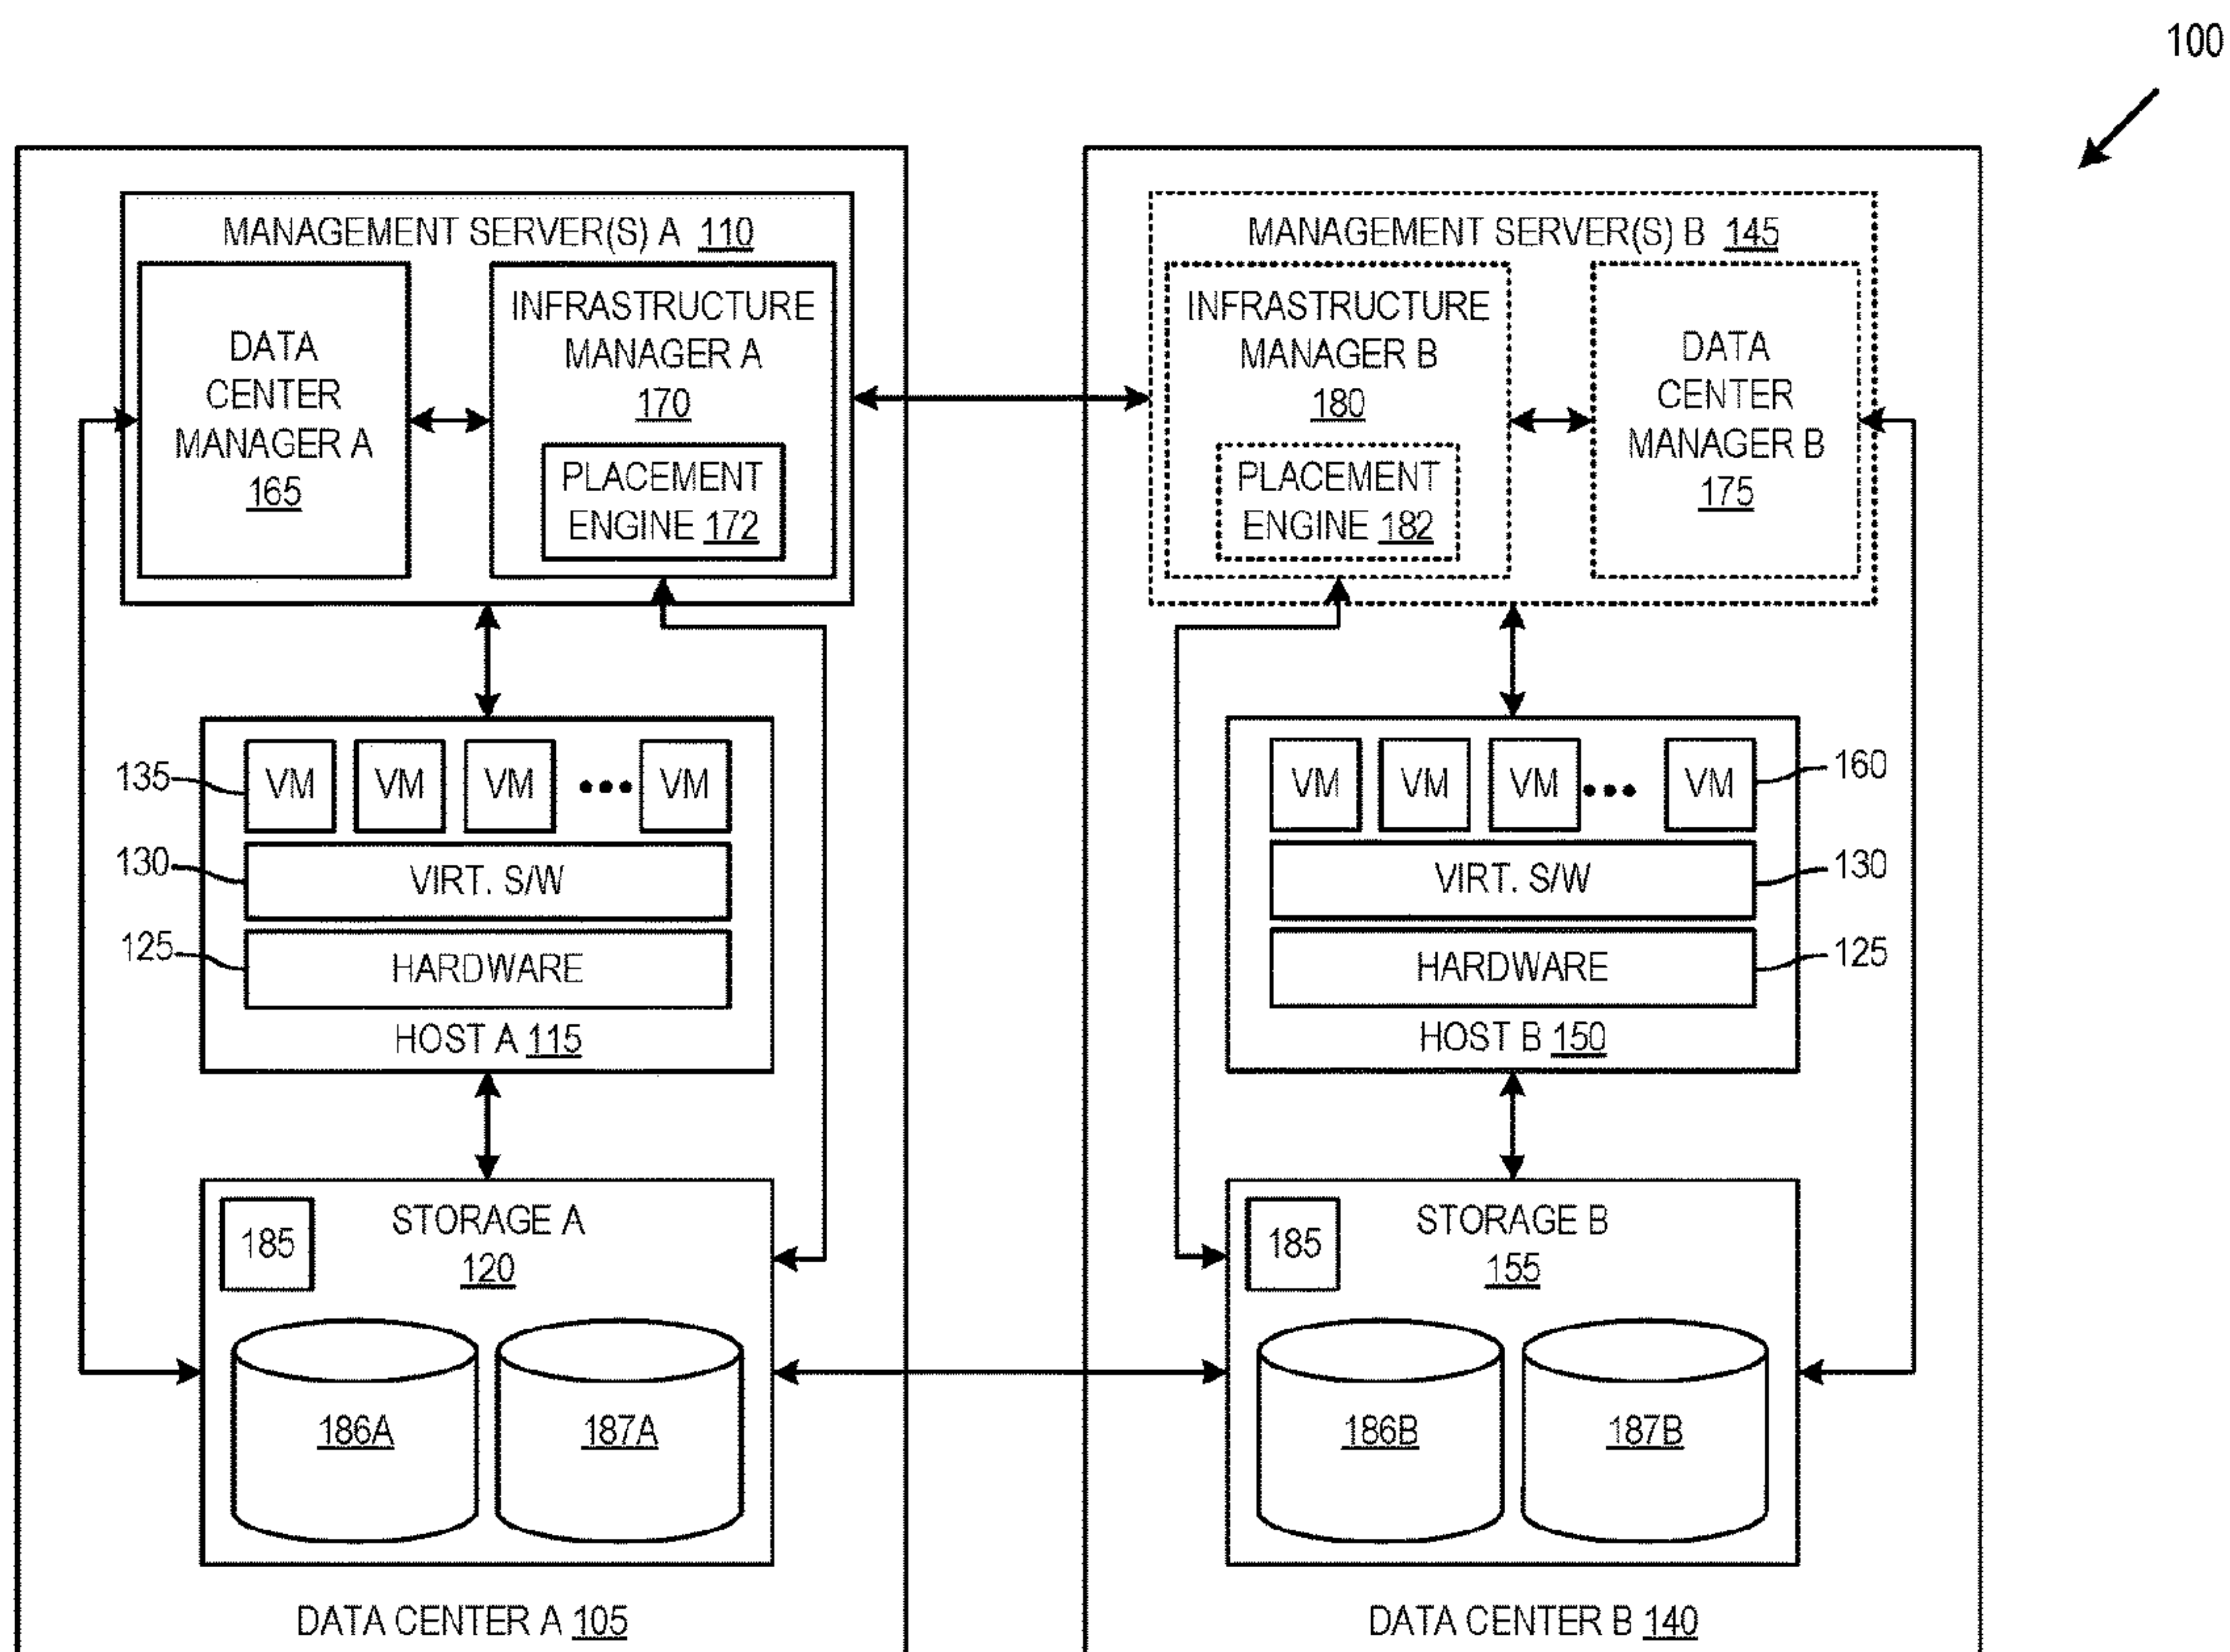 100
MANAGEMENT SERVER(S) A 110
DATA
CENTER
MANAGER A
165
INFRASTRUCTURE
MANAGER A
170
PLACEMENT
ENGINE 172
135
VM
VM
VM
•••
VM
130
VIRT. S/W
125
HARDWARE
HOST A 115
185
STORAGE A
120
186A
187A
DATA CENTER A 105
MANAGEMENT SERVER(S) B 145
INFRASTRUCTURE
MANAGER B
180
PLACEMENT
ENGINE 182
DATA
CENTER
MANAGER B
175
VM
VM
VM
•••
VM
160
VIRT. S/W
130
HARDWARE
125
HOST B 150
185
STORAGE B
155
186B
187B
DATA CENTER B 140